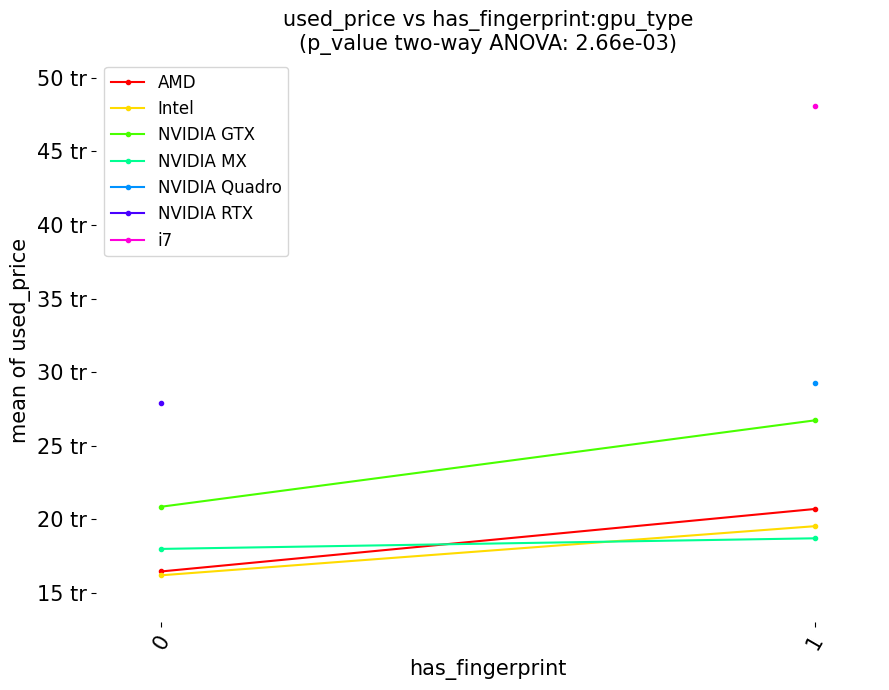 used_price vs has_fingerprint:gpu_type
(p_value two-way ANOVA: 2.66e-03)
AMD
Intel
NVIDIA GTX
NVIDIA MX
NVIDIA Quadro
NVIDIA RTX
i7
mean of used_price
50 tr
45 tr
40 tr
35 tr
30 tr
25 tr
20 tr
15 tr
0
1
has_fingerprint